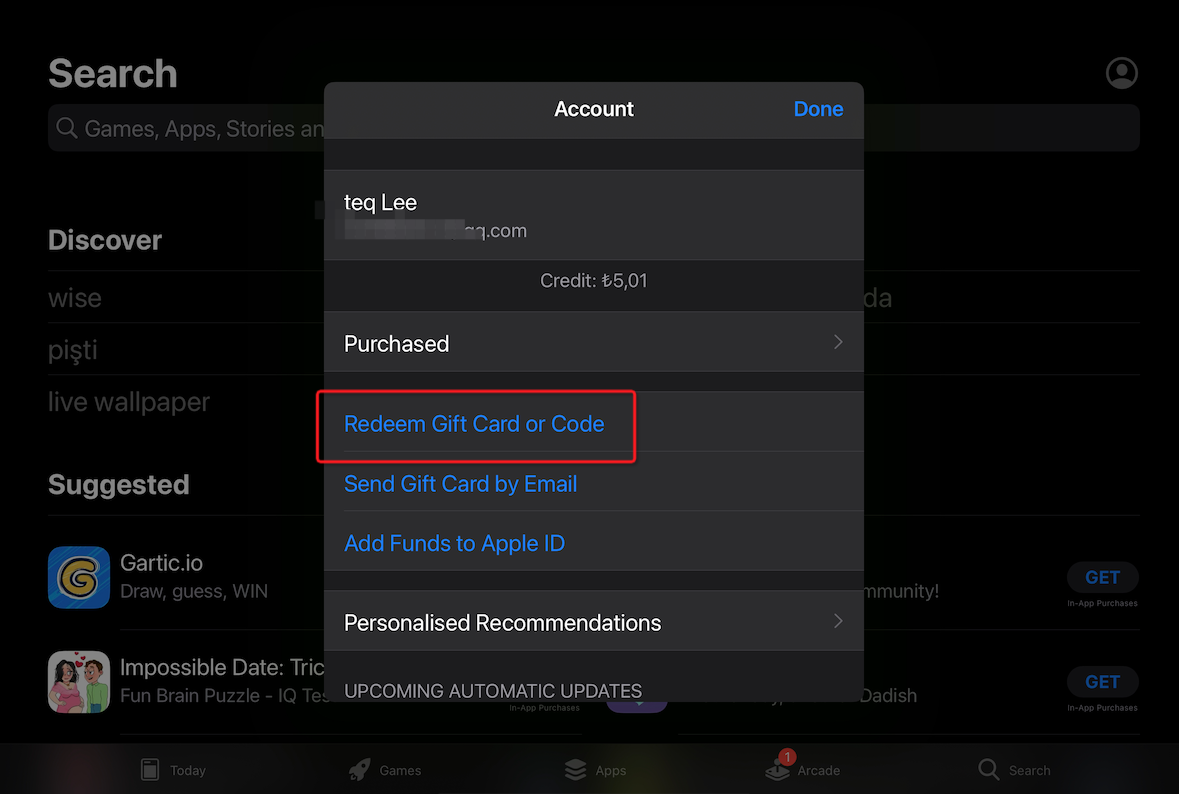 Search
Games, Apps, Stories an
Account
Done
teq Lee
qq.com
Credit: ₺5,01
Discover
wise
da
pişti
live wallpaper
Purchased
Redeem Gift Card or Code
Send Gift Card by Email
Add Funds to Apple ID
Personalised Recommendations
UPCOMING AUTOMATIC UPDATES
Suggested
Gartic.io
Draw, guess, WIN
mmunity!
GET
In-App Purchases
Impossible Date: Tric
Fun Brain Puzzle - IQ Tes
In-App Purchases
Dadish
GET
In-App Purchases
Today
Games
Apps
1
Arcade
Search